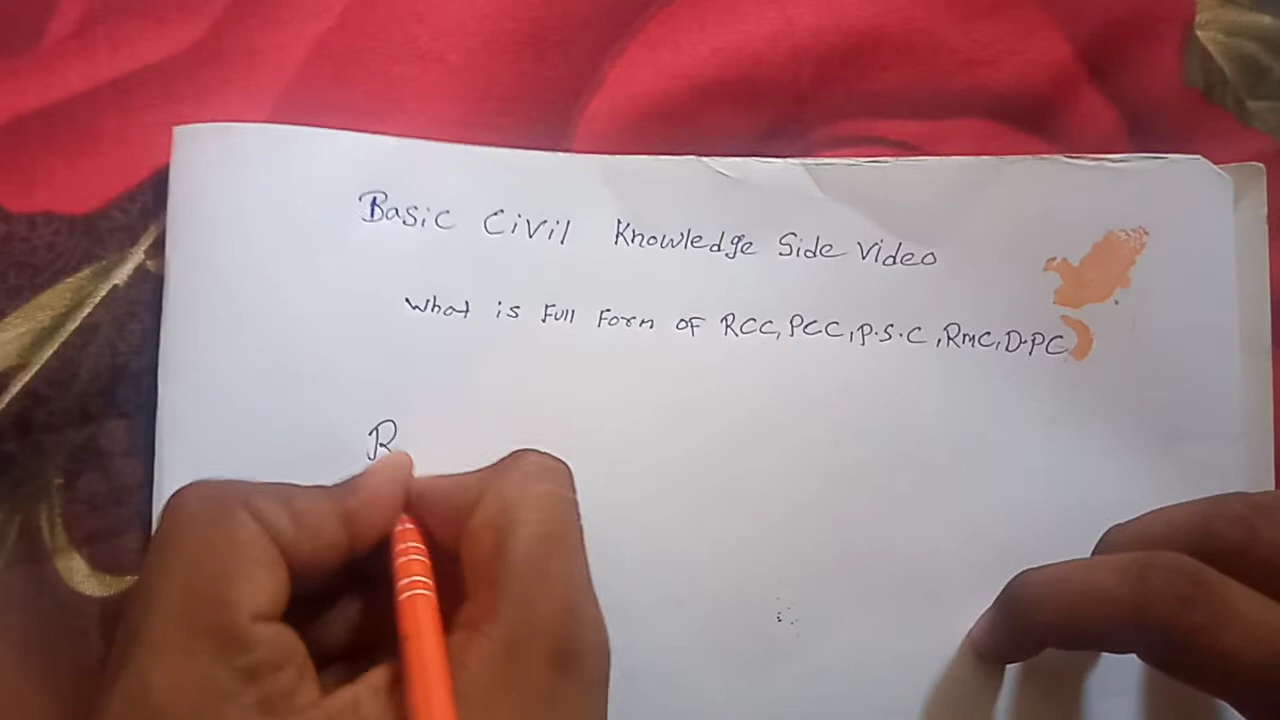 Basic Civil Knowledge Side Video
What is Full Form OF RCC, PCC, P.S.C, RMC, D.PC
R